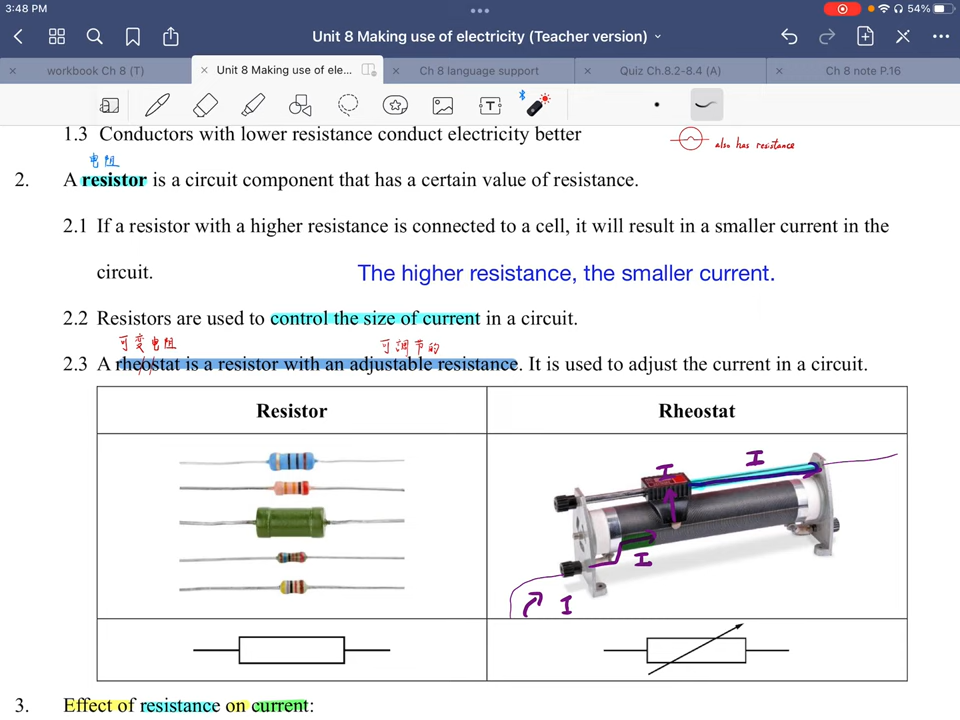 3:48 PM
54%
Unit 8 Making use of electricity (Teacher version)
workbook Ch 8 (T)
Unit 8 Making use of ele...
Ch 8 language support
Quiz Ch.8.2-8.4 (A)
Ch 8 note P.16
1.3 Conductors with lower resistance conduct electricity better
also has resistance
电阻
2. A resistor is a circuit component that has a certain value of resistance.
2.1 If a resistor with a higher resistance is connected to a cell, it will result in a smaller current in the
circuit.
The higher resistance, the smaller current.
2.2 Resistors are used to control the size of current in a circuit.
可变电阻 可调节的
2.3 A rheostat is a resistor with an adjustable resistance. It is used to adjust the current in a circuit.
Resistor Rheostat
I
I
I
I
3. Effect of resistance on current: